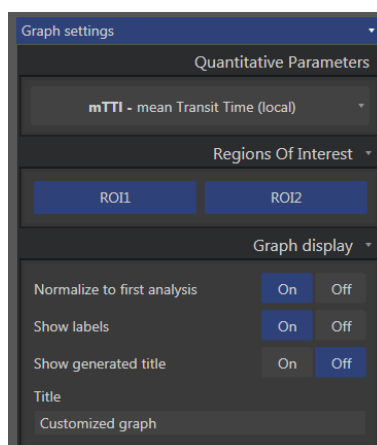 Graph settings
Quantitative Parameters
mTTI - mean Transit Time (local)
Regions Of Interest
ROI1 ROI2
Graph display
Normalize to first analysis On Off
Show labels On Off
Show generated title On Off
Title
Customized graph